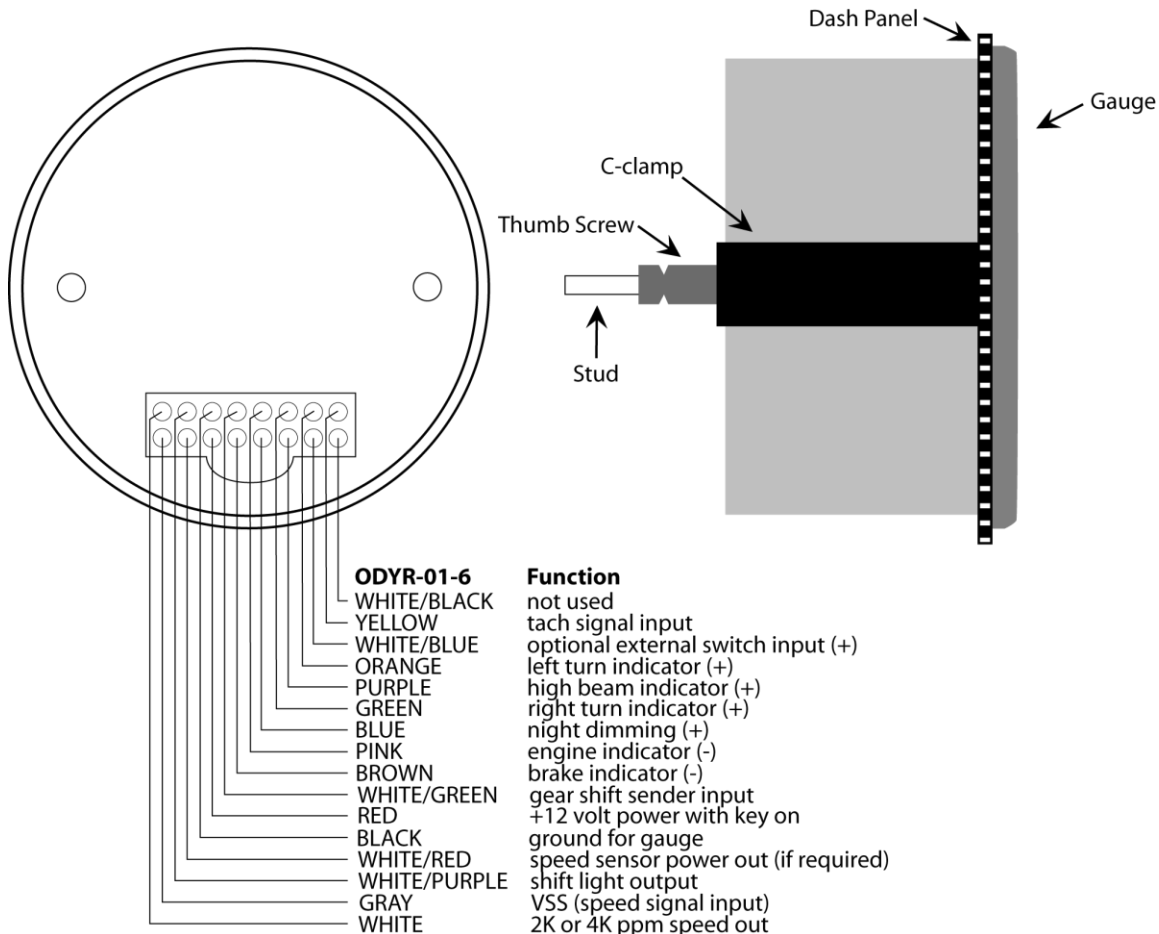 Dash Panel
Gauge
C-clamp
Thumb Screw
Stud
ODYR-01-6 Function
WHITE/BLACK not used
YELLOW tach signal input
WHITE/BLUE optional external switch input (+)
ORANGE left turn indicator (+)
PURPLE high beam indicator (+)
GREEN right turn indicator (+)
BLUE night dimming (+)
PINK engine indicator (-)
BROWN brake indicator (-)
WHITE/GREEN gear shift sender input
RED +12 volt power with key on
BLACK ground for gauge
WHITE/RED speed sensor power out (if required)
WHITE/PURPLE shift light output
GRAY VSS (speed signal input)
WHITE 2K or 4K ppm speed out